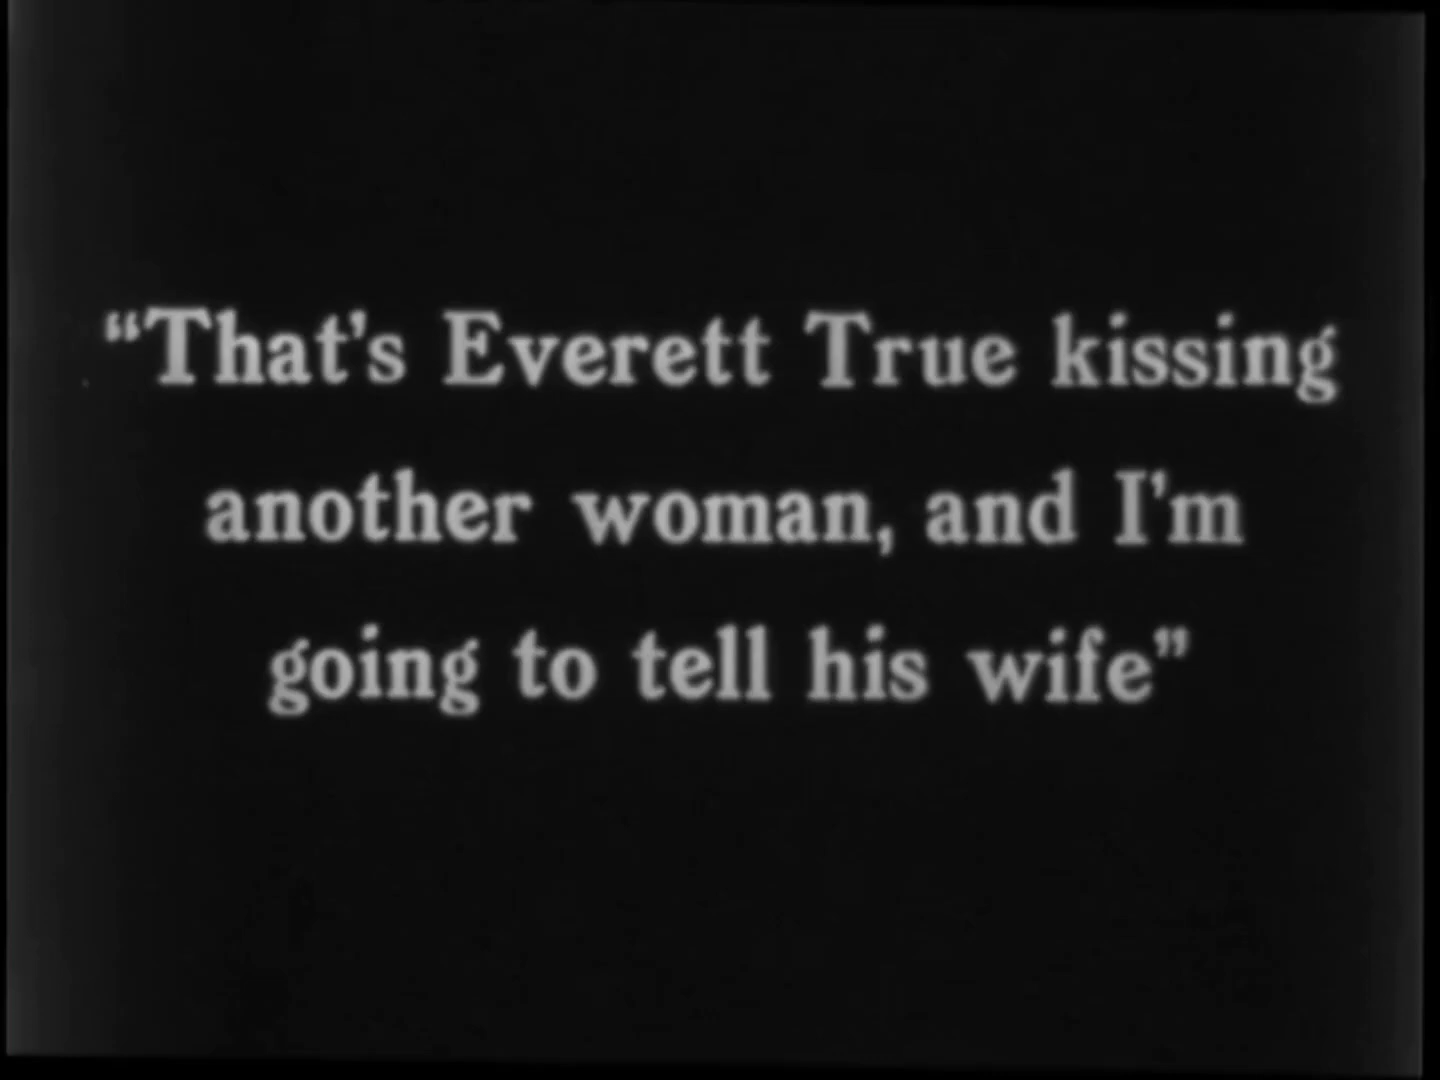 “That’s Everett True kissing
another woman, and I’m
going to tell his wife”